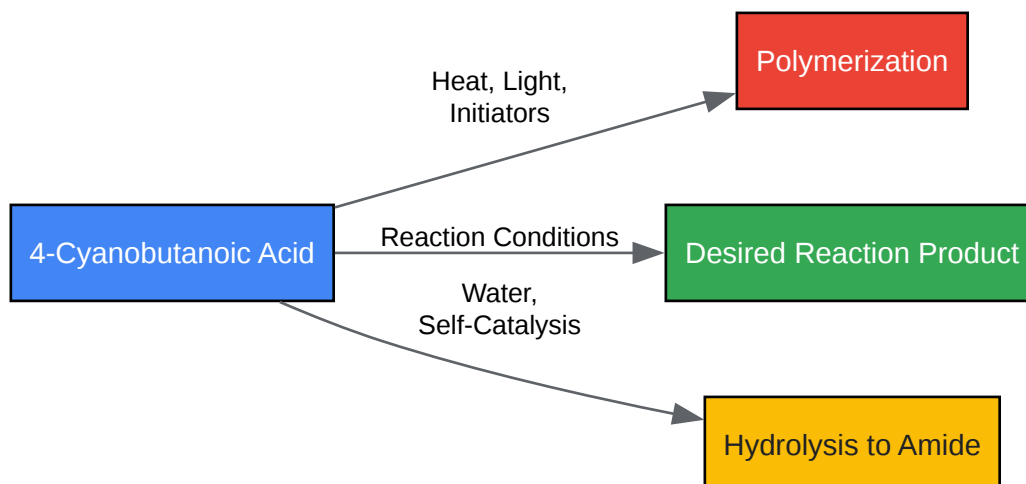 Polymerization
Heat, Light,
Initiators
4-Cyanobutanoic Acid
Reaction Conditions
Desired Reaction Product
Water,
Self-Catalysis
Hydrolysis to Amide